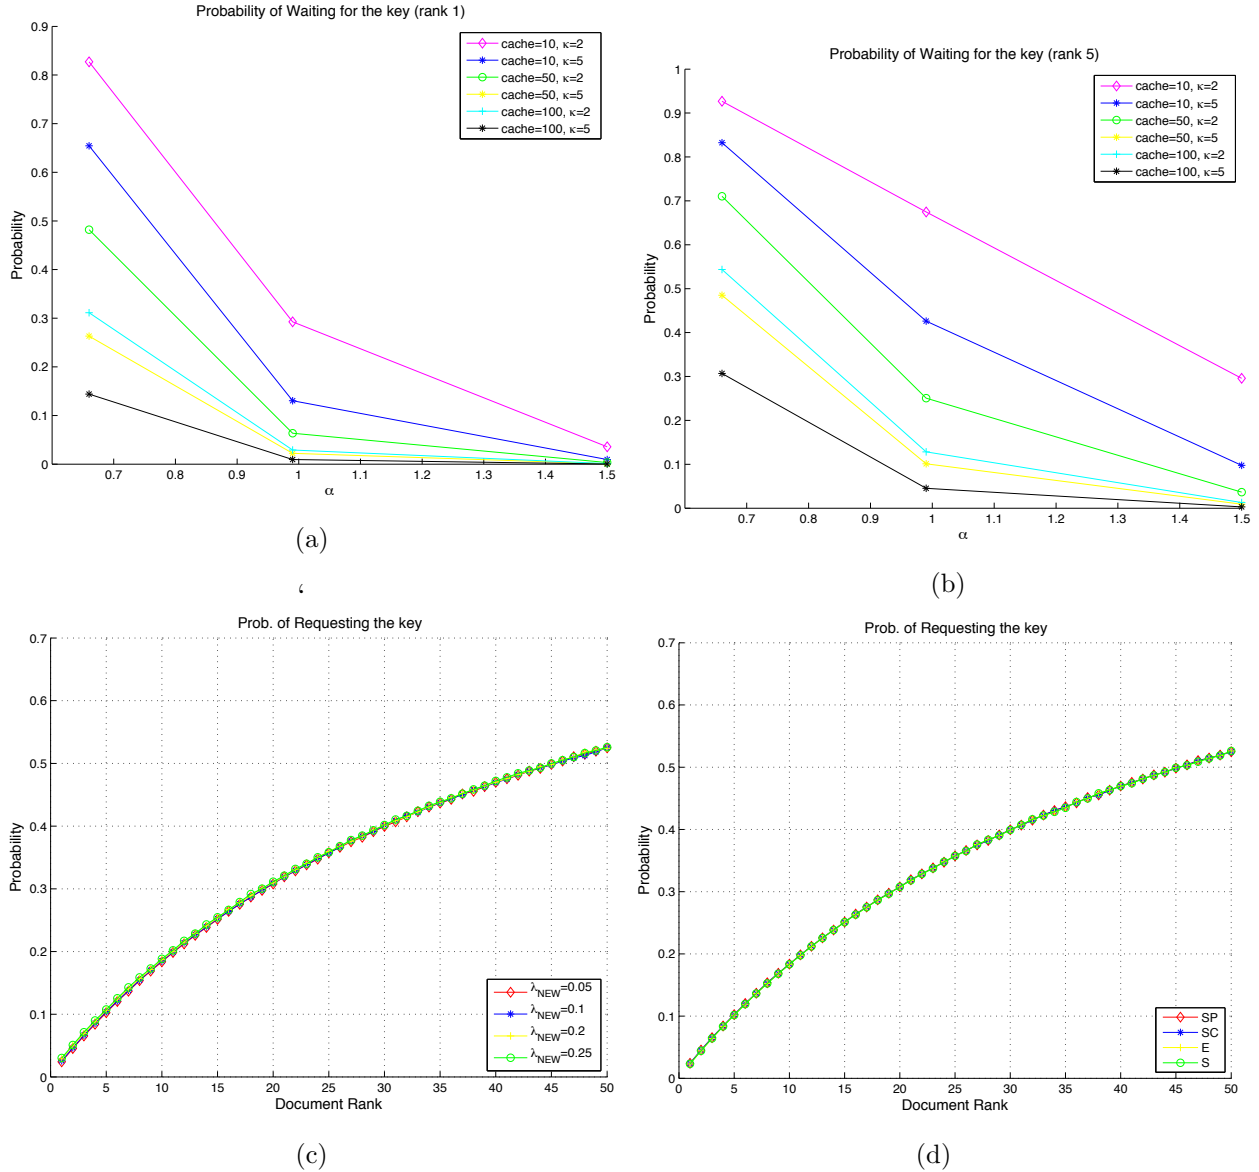 Probability of Waiting for the key (rank 1)
0.9
0.8
0.7
0.6
0.5
0.4
0.3
0.2
0.1
0
Probability
cache=10, κ=2
cache=10, κ=5
cache=50, κ=2
cache=50, κ=5
cache=100, κ=2
cache=100, κ=5
0.7 0.8 0.9 1 1.1 1.2 1.3 1.4 1.5
α
(a)
Probability of Waiting for the key (rank 5)
1
0.9
0.8
0.7
0.6
0.5
0.4
0.3
0.2
0.1
0
Probability
cache=10, κ=2
cache=10, κ=5
cache=50, κ=2
cache=50, κ=5
cache=100, κ=2
cache=100, κ=5
0.7 0.8 0.9 1 1.1 1.2 1.3 1.4 1.5
α
(b)
‘
Prob. of Requesting the key
0.7
0.6
0.5
0.4
0.3
0.2
0.1
0
Probability
λNEW=0.05
λNEW=0.1
λNEW=0.2
λNEW=0.25
0 5 10 15 20 25 30 35 40 45 50
Document Rank
(c)
Prob. of Requesting the key
0.7
0.6
0.5
0.4
0.3
0.2
0.1
0
Probability
SP
SC
E
S
0 5 10 15 20 25 30 35 40 45 50
Document Rank
(d)